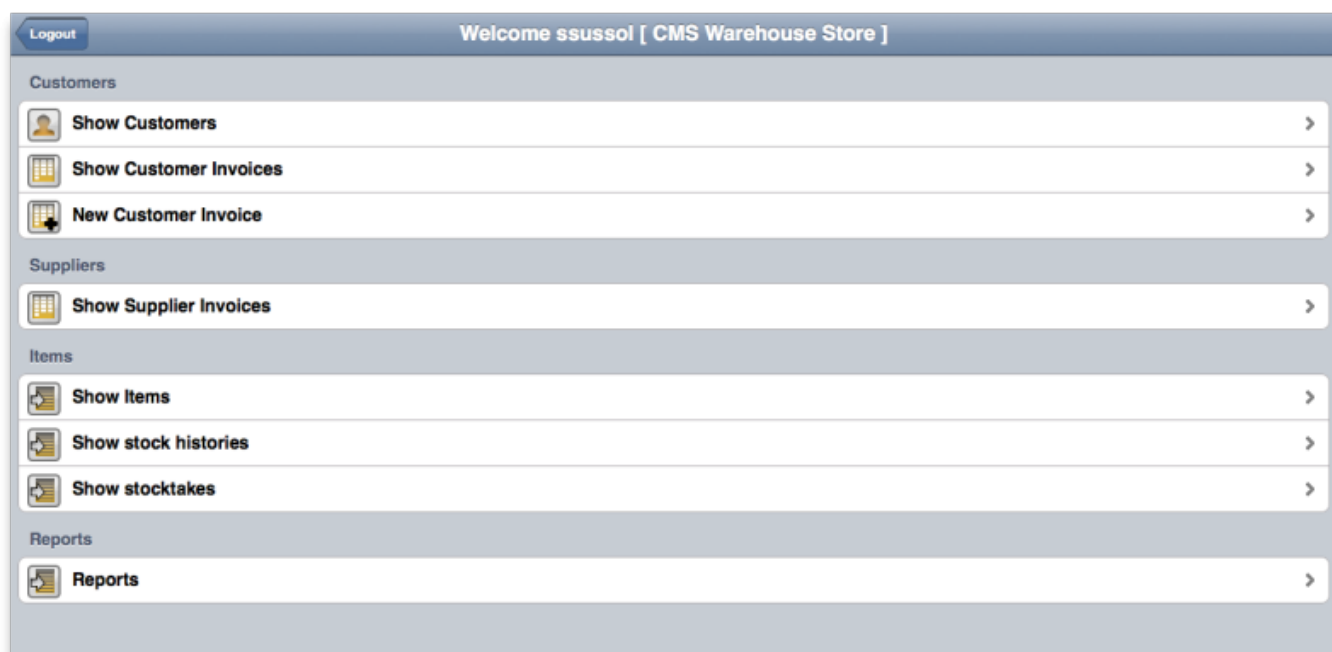 Logout
Welcome ssussol [ CMS Warehouse Store ]
Customers
Show Customers
Show Customer Invoices
New Customer Invoice
Suppliers
Show Supplier Invoices
Items
Show Items
Show stock histories
Show stocktakes
Reports
Reports